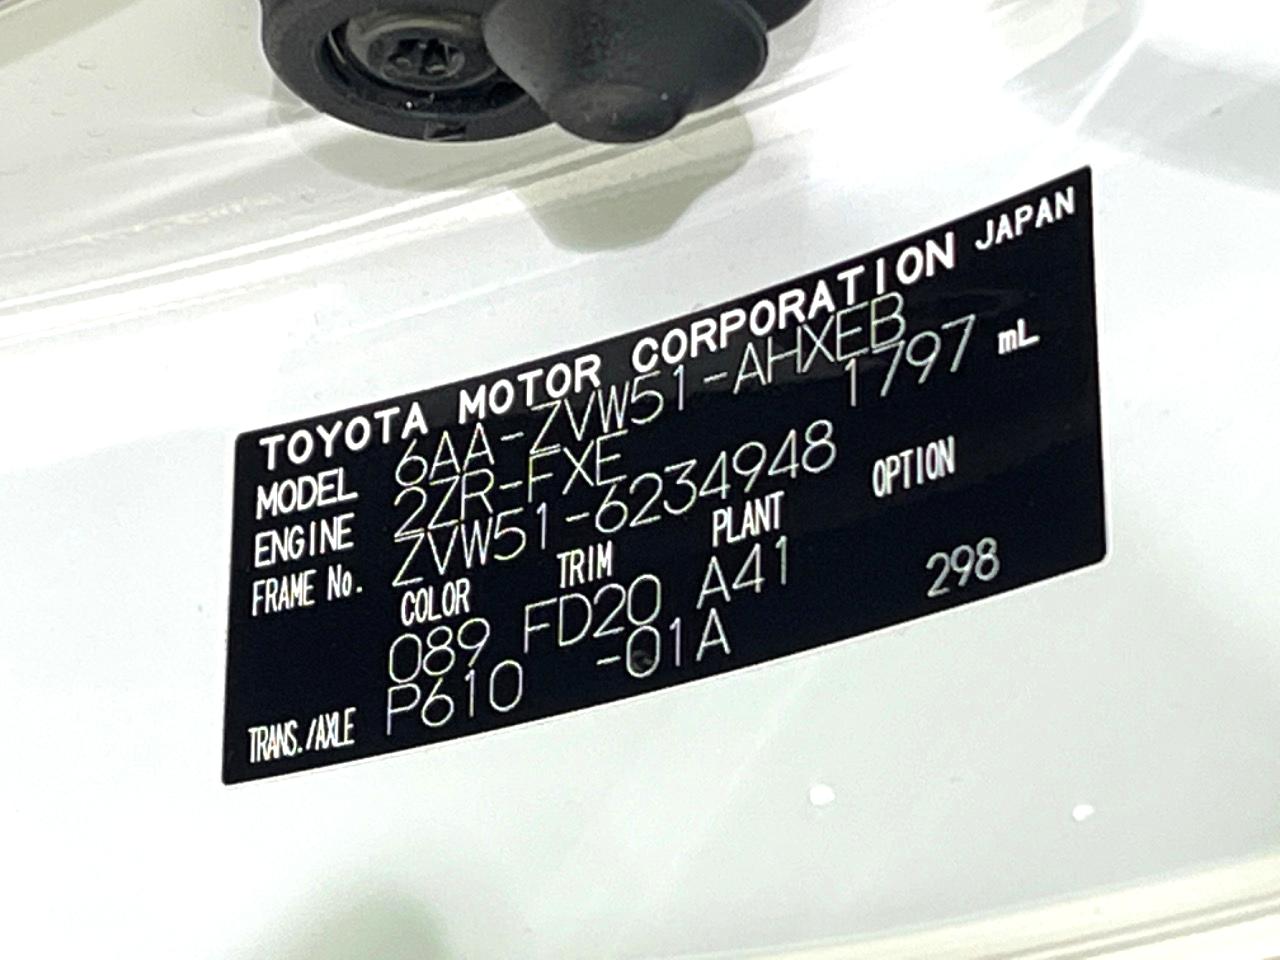 TOYOTA MOTOR CORPORATION JAPAN
MODEL 6AA-ZVW51-AHXEB
ENGINE 2ZR-FXE 1797 mL
FRAME No. ZVW51-6234948
COLOR TRIM PLANT OPTION
089 FD20 A41 298
TRANS./AXLE P610 -01A